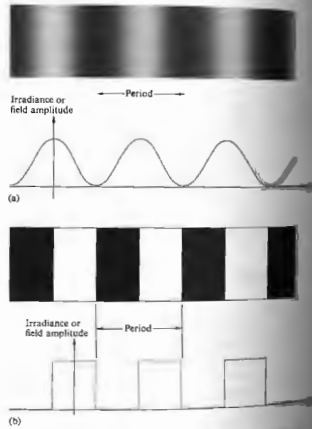 Period
Irradiance or
field amplitude
(a)
Irradiance or
field amplitude
Period
(b)